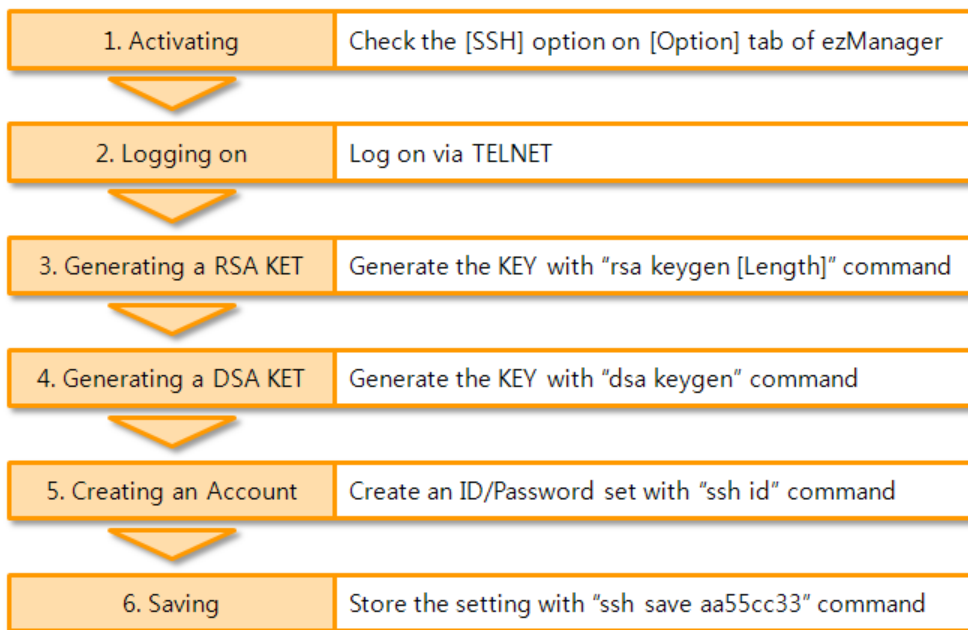 1. Activating
Check the [SSH] option on [Option] tab of ezManager
2. Logging on
Log on via TELNET
3. Generating a RSA KET
Generate the KEY with “rsa keygen [Length]” command
4. Generating a DSA KET
Generate the KEY with “dsa keygen” command
5. Creating an Account
Create an ID/Password set with “ssh id” command
6. Saving
Store the setting with “ssh save aa55cc33” command